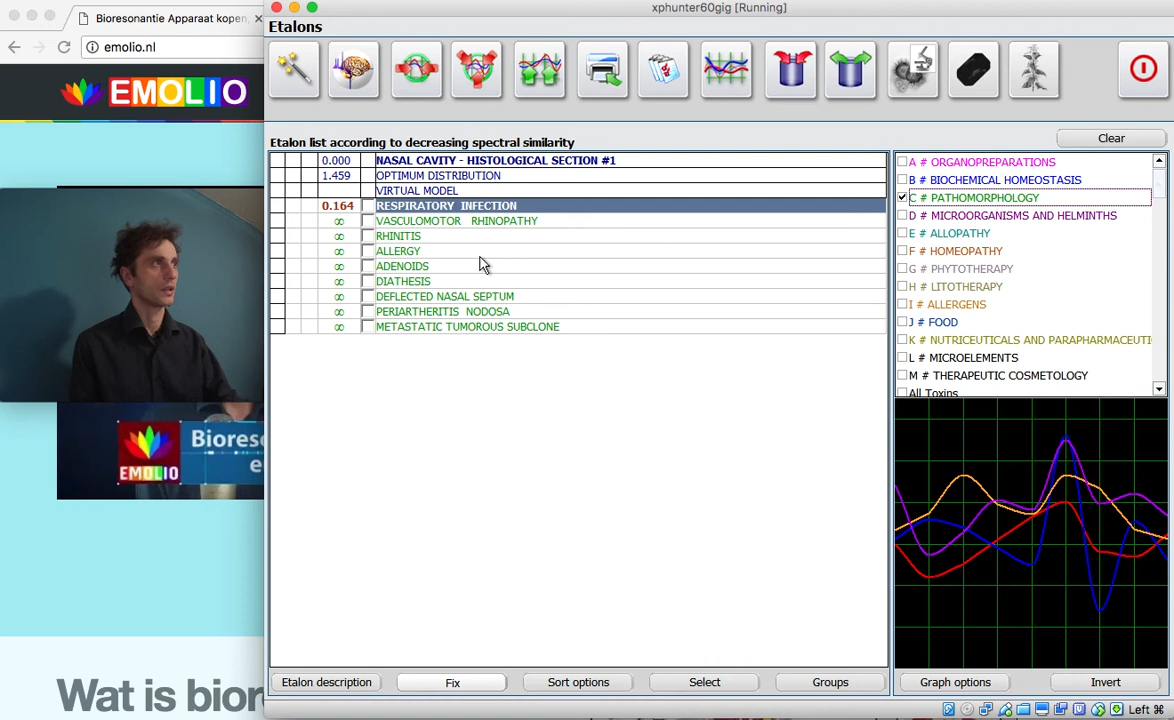 xphunter60gig [Running]
Bioresonantie Apparaat kopen,
Etalons
emolio.nl
EMOLIO
Etalon list according to decreasing spectral similarity
Clear
0.000 NASAL CAVITY - HISTOLOGICAL SECTION #1
1.459 OPTIMUM DISTRIBUTION
VIRTUAL MODEL
0.164 RESPIRATORY INFECTION
∞ VASCULOMOTOR RHINOPATHY
∞ RHINITIS
∞ ALLERGY
∞ ADENOIDS
∞ DIATHESIS
∞ DEFLECTED NASAL SEPTUM
∞ PERIARTHERITIS NODOSA
∞ METASTATIC TUMOROUS SUBCLONE
A # ORGANOPREPARATIONS
B # BIOCHEMICAL HOMEOSTASIS
C # PATHOMORPHOLOGY
D # MICROORGANISMS AND HELMINTHS
E # ALLOPATHY
F # HOMEOPATHY
G # PHYTOTHERAPY
H # LITOTHERAPY
I # ALLERGENS
J # FOOD
K # NUTRICEUTICALS AND PARAPHARMACEUTI
L # MICROELEMENTS
M # THERAPEUTIC COSMETOLOGY
All Toxins
Biores
e
EMOLIO
Wat is bior
Etalon description
Fix
Sort options
Select
Groups
Graph options
Invert
Left ⌘